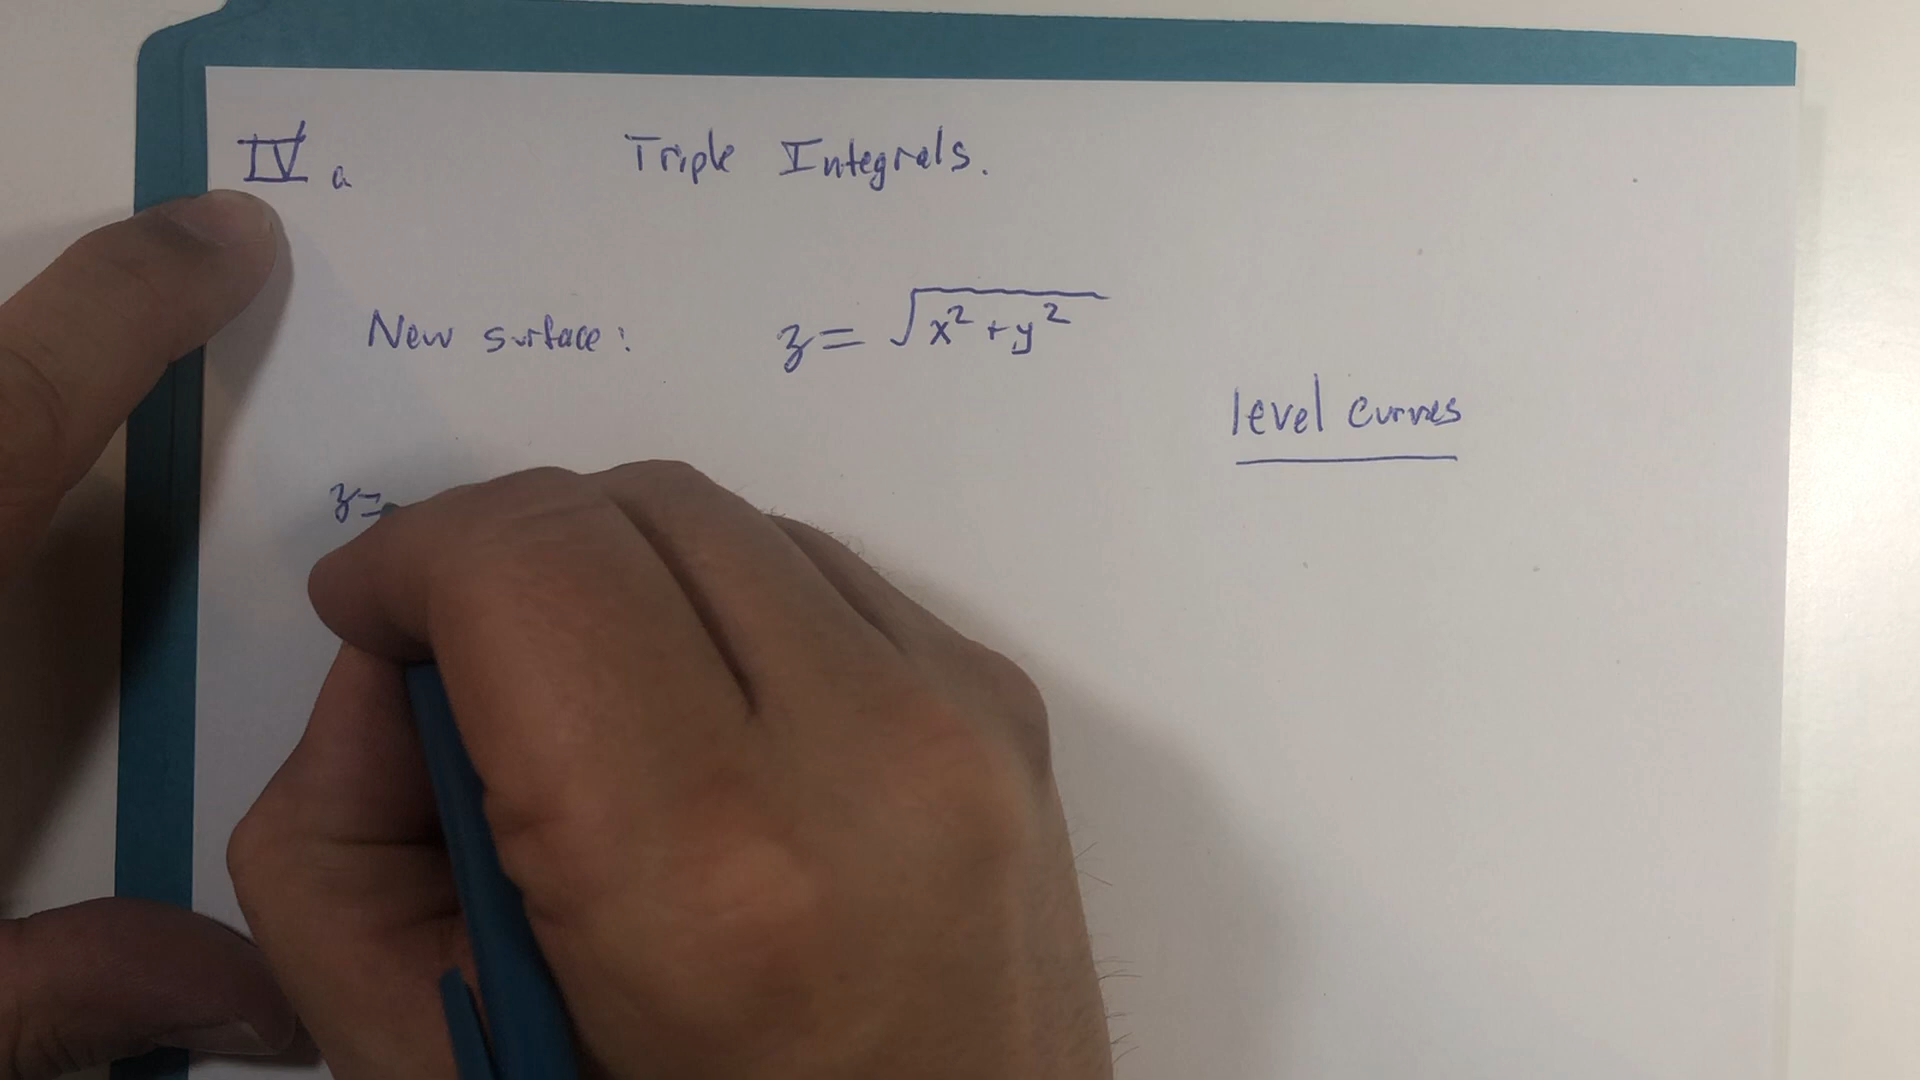 IV a Triple Integrals.
New surface: z = √x² + y²
level curves
z =